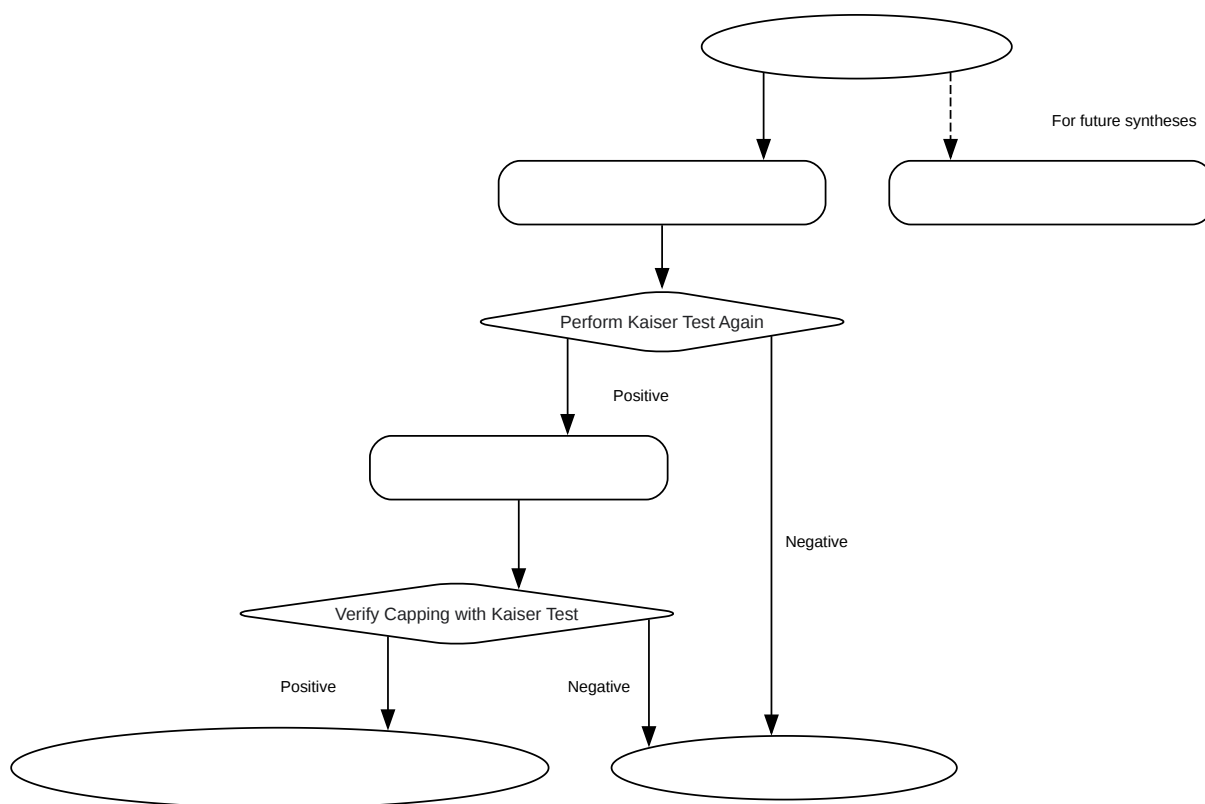 For future syntheses
Perform Kaiser Test Again
Positive
Negative
Verify Capping with Kaiser Test
Positive
Negative